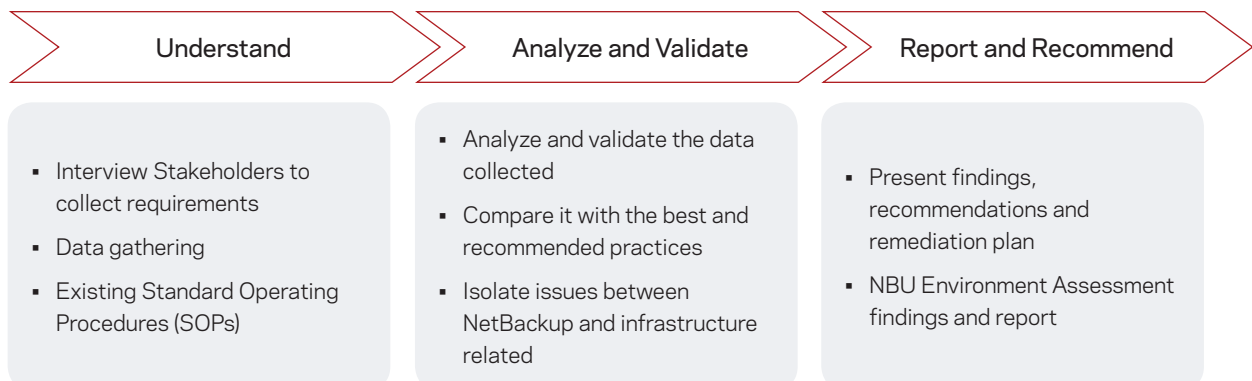 Understand
Analyze and Validate
Report and Recommend
▪ Interview Stakeholders to
collect requirements
▪ Data gathering
▪ Existing Standard Operating
Procedures (SOPs)
▪ Analyze and validate the data
collected
▪ Compare it with the best and
recommended practices
▪ Isolate issues between
NetBackup and infrastructure
related
▪ Present findings,
recommendations and
remediation plan
▪ NBU Environment Assessment
findings and report